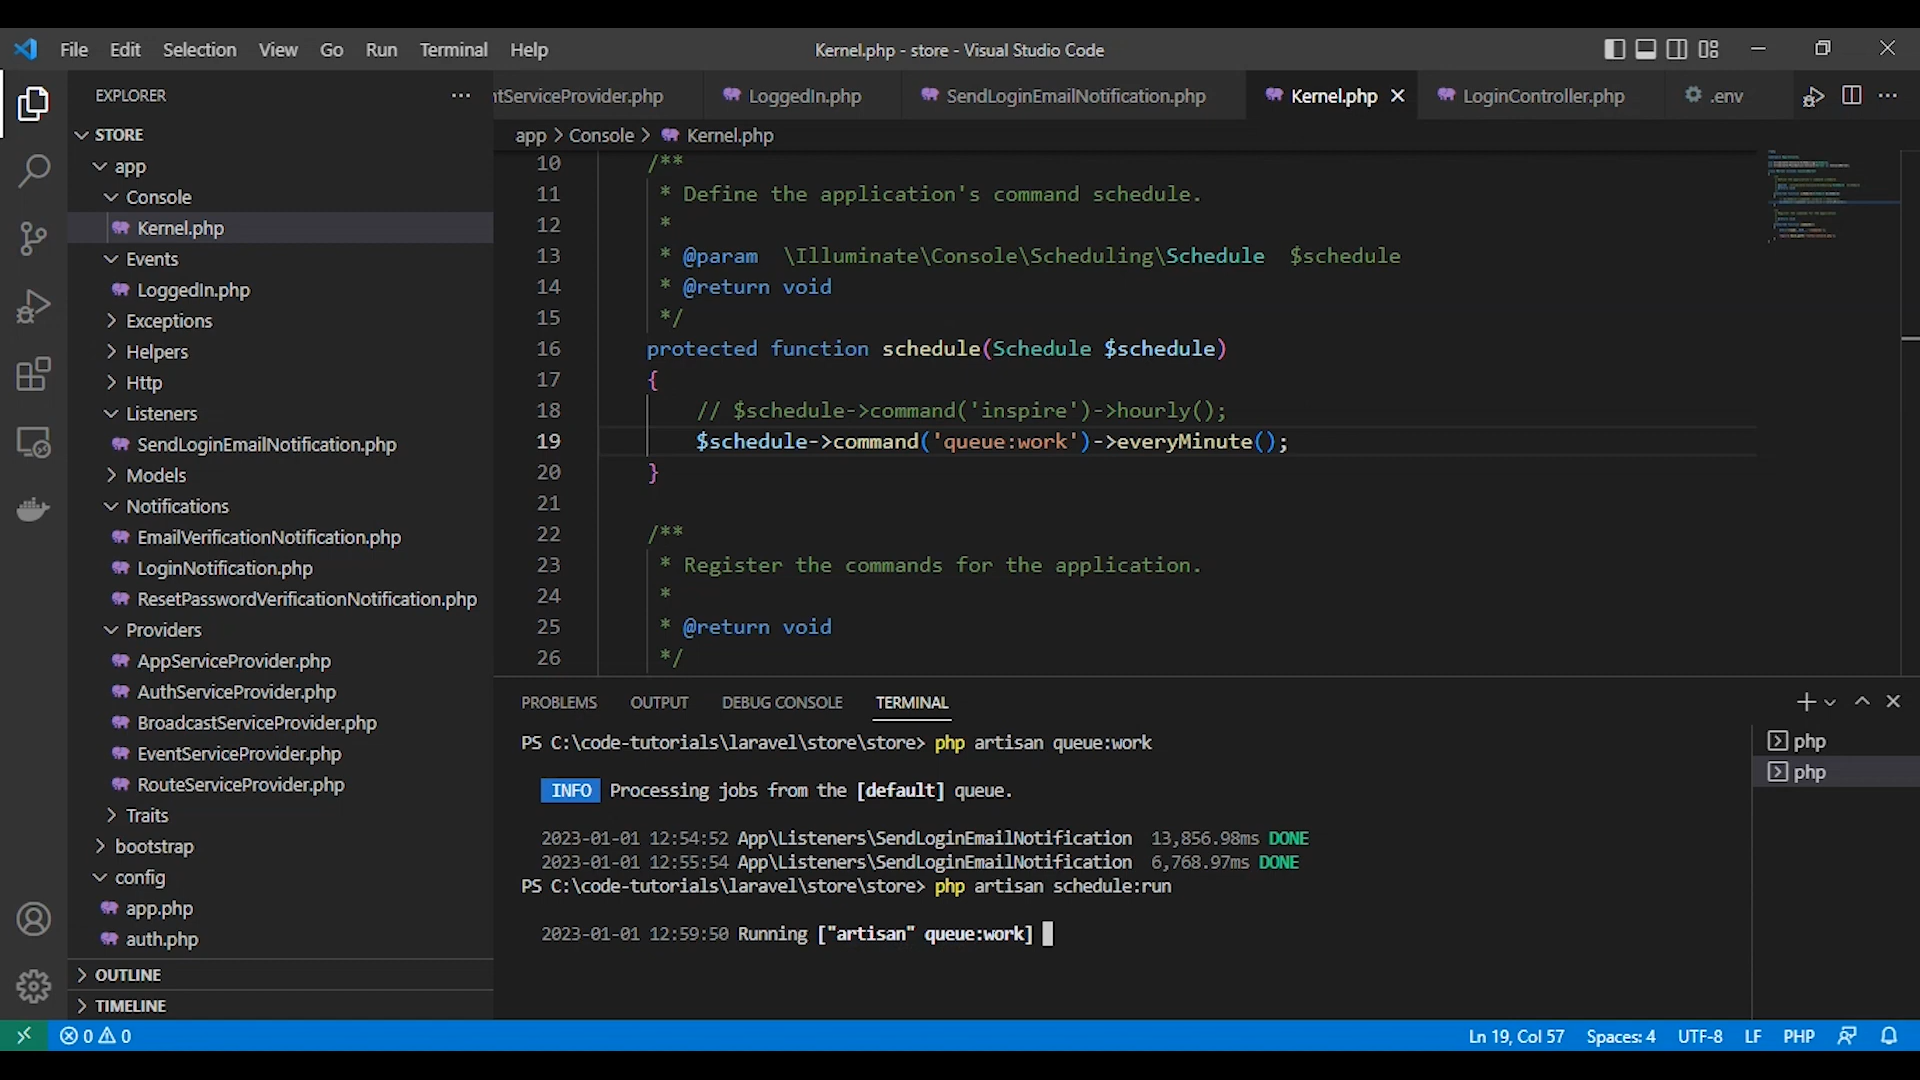 File Edit Selection View Go Run Terminal Help
Kernel.php - store - Visual Studio Code
EXPLORER
STORE
app
Console
Kernel.php
Events
LoggedIn.php
Exceptions
Helpers
Http
Listeners
SendLoginEmailNotification.php
Models
Notifications
EmailVerificationNotification.php
LoginNotification.php
ResetPasswordVerificationNotification.php
Providers
AppServiceProvider.php
AuthServiceProvider.php
BroadcastServiceProvider.php
EventServiceProvider.php
RouteServiceProvider.php
Traits
bootstrap
config
app.php
auth.php
OUTLINE
TIMELINE
tServiceProvider.php LoggedIn.php SendLoginEmailNotification.php Kernel.php LoginController.php .env
app > Console > Kernel.php
10 /**
11 * Define the application's command schedule.
12 *
13 * @param \Illuminate\Console\Scheduling\Schedule $schedule
14 * @return void
15 */
16 protected function schedule(Schedule $schedule)
17 {
18 // $schedule->command('inspire')->hourly();
19 $schedule->command('queue:work')->everyMinute();
20 }
21
22 /**
23 * Register the commands for the application.
24 *
25 * @return void
26 */
PROBLEMS OUTPUT DEBUG CONSOLE TERMINAL
PS C:\code-tutorials\laravel\store\store> php artisan queue:work
INFO Processing jobs from the [default] queue.
2023-01-01 12:54:52 App\Listeners\SendLoginEmailNotification 13,856.98ms DONE
2023-01-01 12:55:54 App\Listeners\SendLoginEmailNotification 6,768.97ms DONE
PS C:\code-tutorials\laravel\store\store> php artisan schedule:run
2023-01-01 12:59:50 Running ["artisan" queue:work]
php
php
0 0
Ln 19, Col 57 Spaces: 4 UTF-8 LF PHP